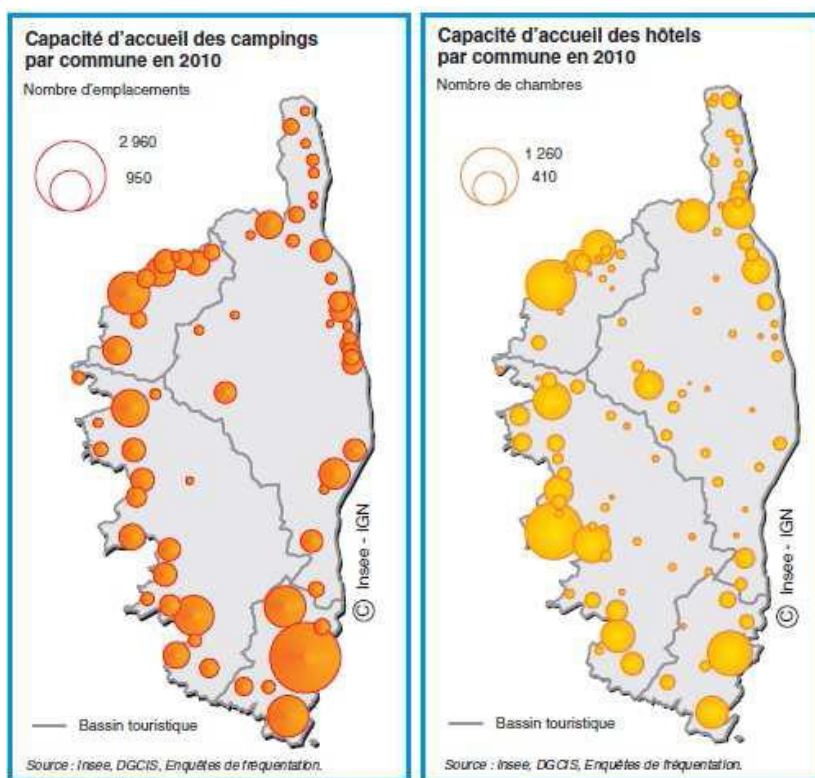 Capacité d'accueil des campings
par commune en 2010
Nombre d'emplacements
2 960
950
© Insee - IGN
Bassin touristique
Source : Insee, DGCIS, Enquêtes de fréquentation.
Capacité d'accueil des hôtels
par commune en 2010
Nombre de chambres
1 260
410
© Insee - IGN
Bassin touristique
Source : Insee, DGCIS, Enquêtes de fréquentation.